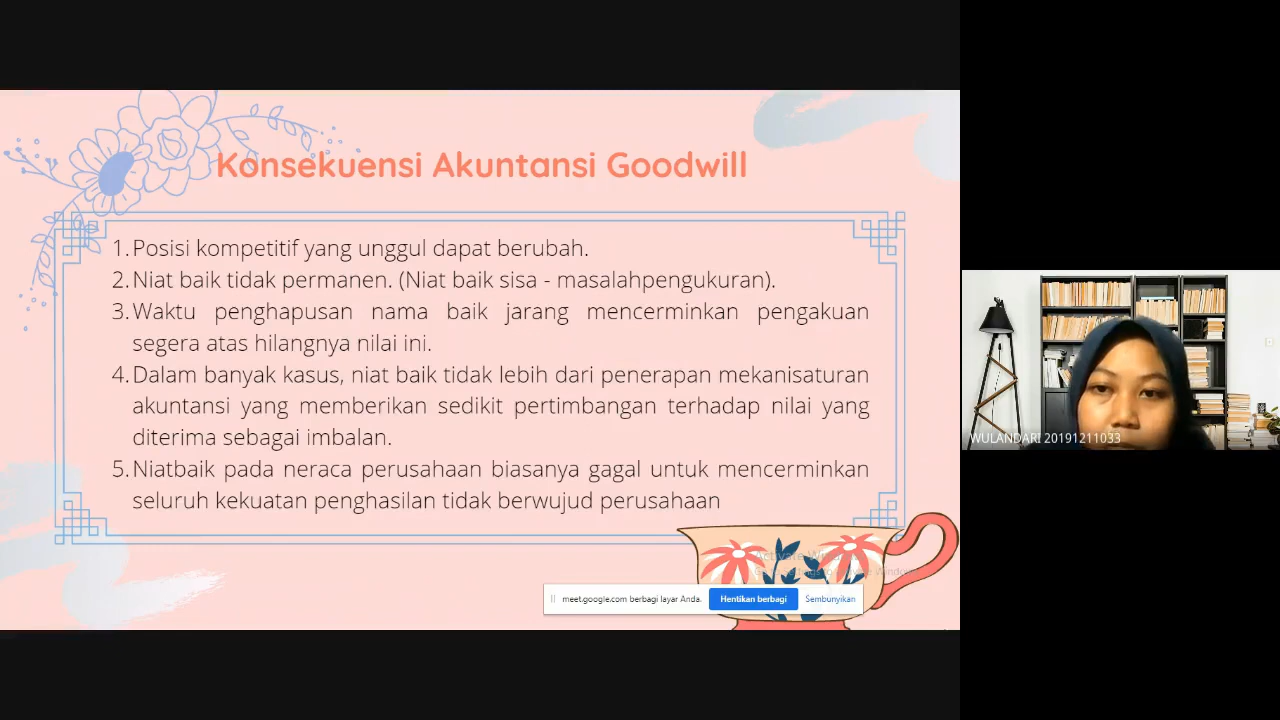 Konsekuensi Akuntansi Goodwill
1. Posisi kompetitif yang unggul dapat berubah.
2. Niat baik tidak permanen. (Niat baik sisa - masalahpengukuran).
3. Waktu penghapusan nama baik jarang mencerminkan pengakuan
segera atas hilangnya nilai ini.
4. Dalam banyak kasus, niat baik tidak lebih dari penerapan mekanisaturan
akuntansi yang memberikan sedikit pertimbangan terhadap nilai yang
diterima sebagai imbalan.
5. Niatbaik pada neraca perusahaan biasanya gagal untuk mencerminkan
seluruh kekuatan penghasilan tidak berwujud perusahaan
WULANDARI 20191211033
meet.google.com berbagi layar Anda. Hentikan berbagi Sembunyikan